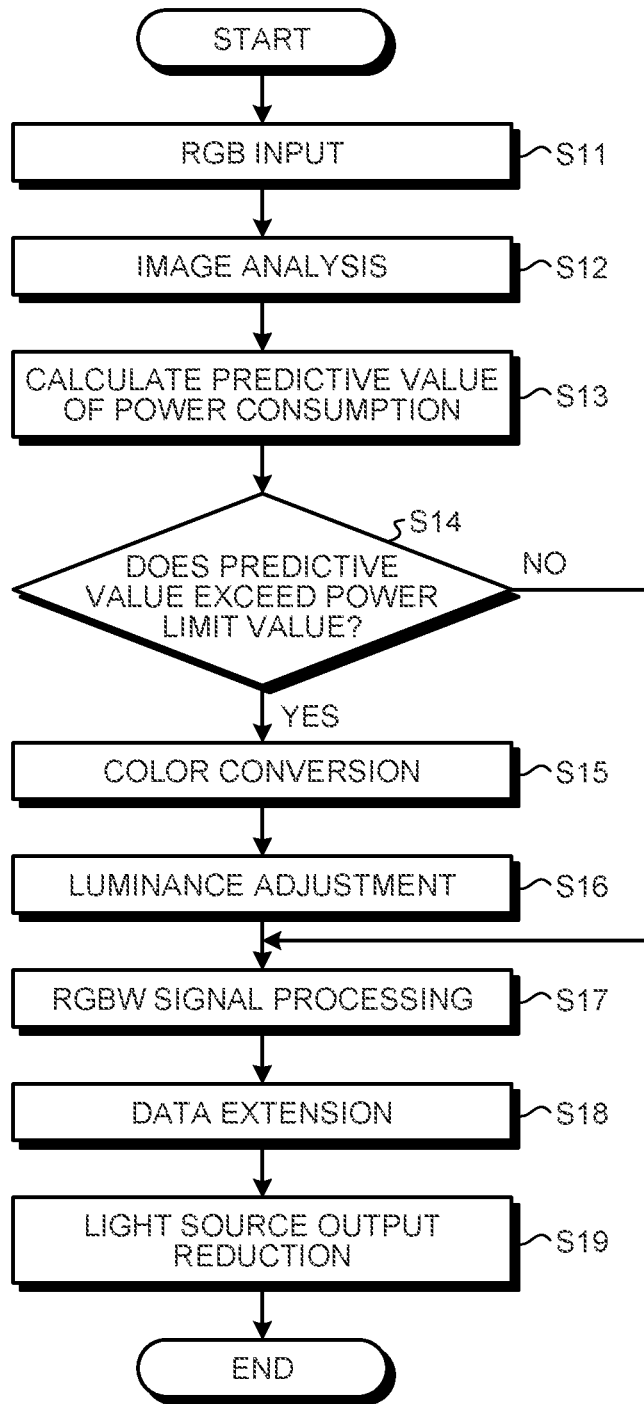 START
RGB INPUT
S11
IMAGE ANALYSIS
S12
CALCULATE PREDICTIVE VALUE
OF POWER CONSUMPTION
S13
S14
DOES PREDICTIVE
VALUE EXCEED POWER
LIMIT VALUE?
NO
YES
COLOR CONVERSION
S15
LUMINANCE ADJUSTMENT
S16
RGBW SIGNAL PROCESSING
S17
DATA EXTENSION
S18
LIGHT SOURCE OUTPUT
REDUCTION
S19
END